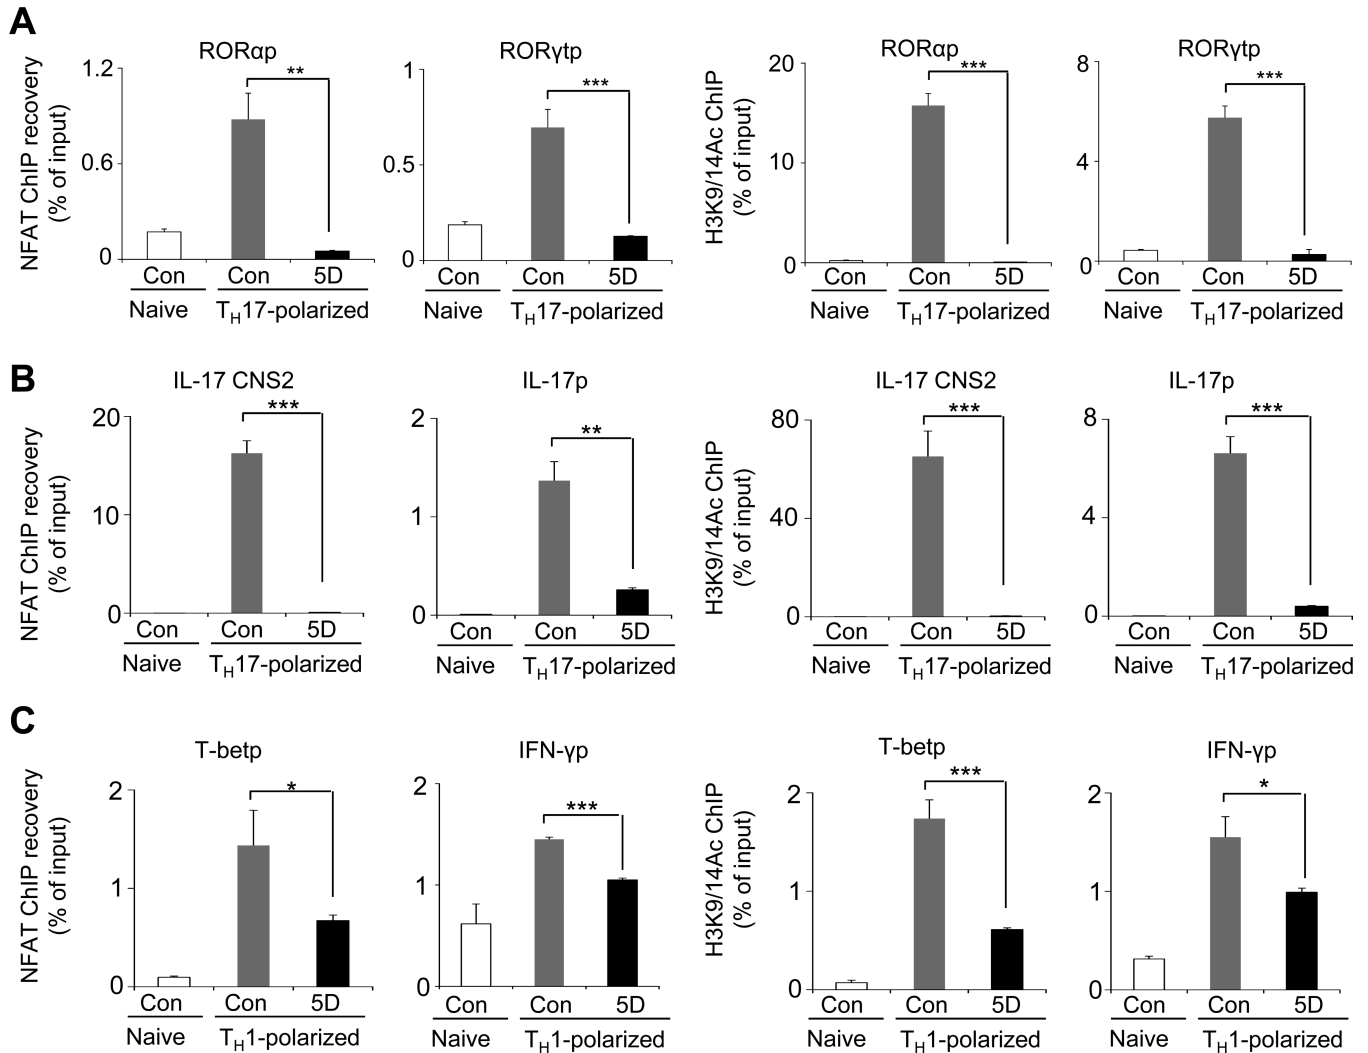 A
RORαp
NFAT ChIP recovery
(% of input)
1.2
0.6
0
**
Con Con 5D
Naive TH17-polarized
RORγtp
1
0.5
0
***
Con Con 5D
Naive TH17-polarized
RORαp
H3K9/14Ac ChIP
(% of input)
20
10
0
***
Con Con 5D
Naive TH17-polarized
RORγtp
8
4
0
***
Con Con 5D
Naive TH17-polarized
B
IL-17 CNS2
NFAT ChIP recovery
(% of input)
20
10
0
***
Con Con 5D
Naive TH17-polarized
IL-17p
2
1
0
**
Con Con 5D
Naive TH17-polarized
IL-17 CNS2
H3K9/14Ac ChIP
(% of input)
80
40
0
***
Con Con 5D
Naive TH17-polarized
IL-17p
8
4
0
***
Con Con 5D
Naive TH17-polarized
C
T-betp
NFAT ChIP recovery
(% of input)
2
1
0
*
Con Con 5D
Naive TH1-polarized
IFN-γp
2
1
0
***
Con Con 5D
Naive TH1-polarized
T-betp
H3K9/14Ac ChIP
(% of input)
2
1
0
***
Con Con 5D
Naive TH1-polarized
IFN-γp
2
1
0
*
Con Con 5D
Naive TH1-polarized